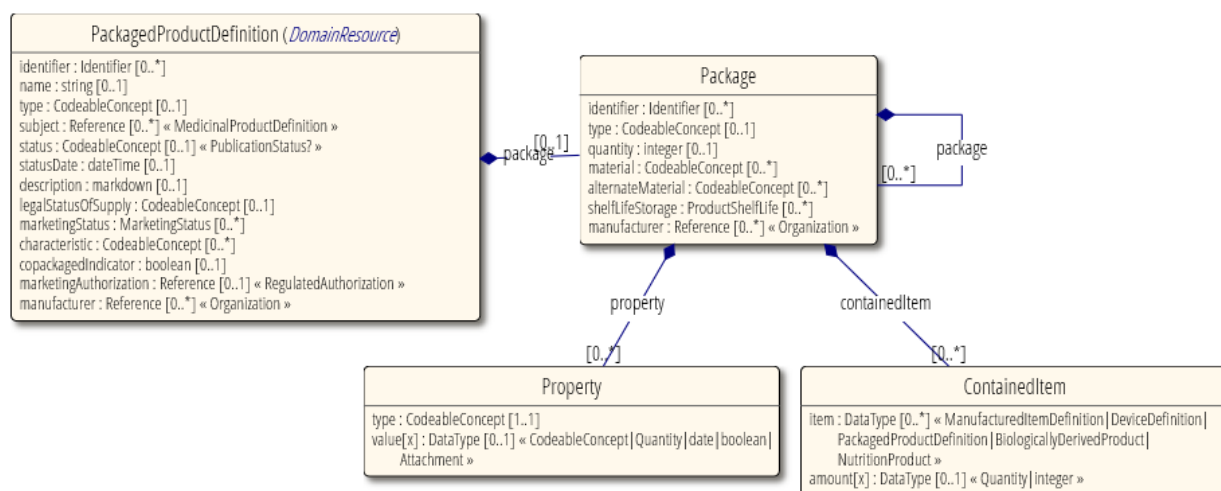 PackagedProductDefinition (DomainResource)
identifier : Identifier [0..*]
name : string [0..1]
type : CodeableConcept [0..1]
subject : Reference [0..*] « MedicinalProductDefinition »
status : CodeableConcept [0..1] « PublicationStatus? »
statusDate : dateTime [0..1]
description : markdown [0..1]
legalStatusOfSupply : CodeableConcept [0..1]
marketingStatus : MarketingStatus [0..*]
characteristic : CodeableConcept [0..*]
copackagedIndicator : boolean [0..1]
marketingAuthorization : Reference [0..1] « RegulatedAuthorization »
manufacturer : Reference [0..*] « Organization »
[0..1]
package
Package
identifier : Identifier [0..*]
type : CodeableConcept [0..1]
quantity : integer [0..1]
material : CodeableConcept [0..*]
alternateMaterial : CodeableConcept [0..*]
shelfLifeStorage : ProductShelfLife [0..*]
manufacturer : Reference [0..*] « Organization »
package
[0..*]
property
[0..*]
containedItem
[0..*]
Property
type : CodeableConcept [1..1]
value[x] : DataType [0..1] « CodeableConcept|Quantity|date|boolean|
Attachment »
ContainedItem
item : DataType [0..*] « ManufacturedItemDefinition|DeviceDefinition|
PackagedProductDefinition|BiologicallyDerivedProduct|
NutritionProduct »
amount[x] : DataType [0..1] « Quantity|integer »